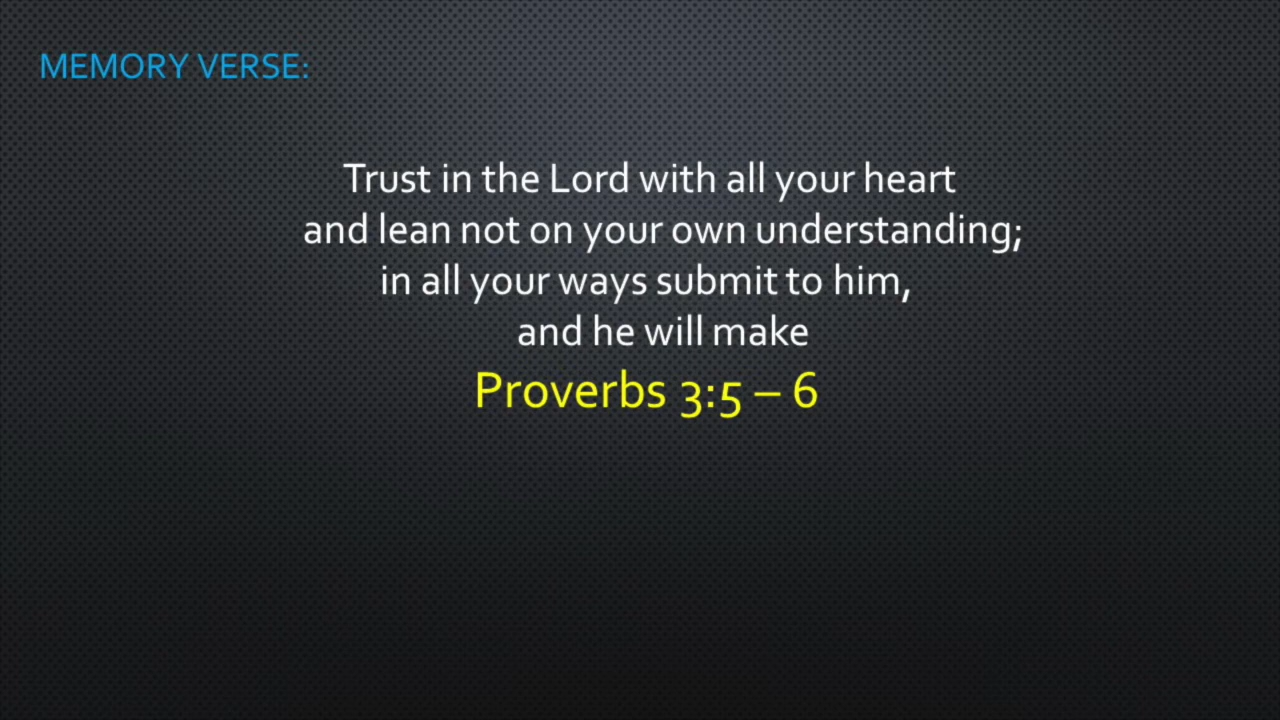 MEMORY VERSE:
Trust in the Lord with all your heart
and lean not on your own understanding;
in all your ways submit to him,
and he will make
Proverbs 3:5 – 6